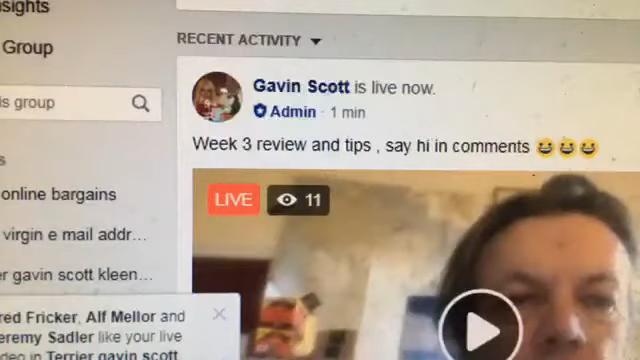 nsights
Group
is group
RECENT ACTIVITY
Gavin Scott is live now.
Admin · 1 min
Week 3 review and tips , say hi in comments 😀😀😀
LIVE 11
s
online bargains
virgin e mail addr...
er gavin scott kleen...
red Fricker, Alf Mellor and
eremy Sadler like your live
deo in Terrier gavin scott